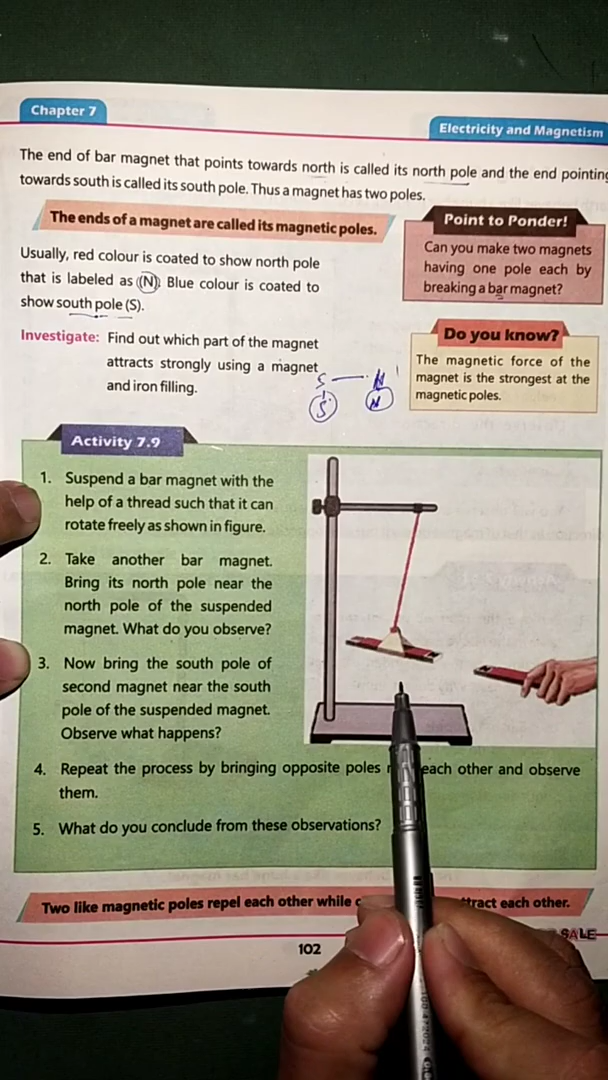 Chapter 7
Electricity and Magnetism
The end of bar magnet that points towards north is called its north pole and the end pointing
towards south is called its south pole. Thus a magnet has two poles.
The ends of a magnet are called its magnetic poles.
Usually, red colour is coated to show north pole
that is labeled as (N). Blue colour is coated to
show south pole (S).
Investigate: Find out which part of the magnet
attracts strongly using a magnet
and iron filling.
Point to Ponder!
Can you make two magnets
having one pole each by
breaking a bar magnet?
Do you know?
The magnetic force of the
magnet is the strongest at the
magnetic poles.
S — N
S N
Activity 7.9
1. Suspend a bar magnet with the
help of a thread such that it can
rotate freely as shown in figure.
2. Take another bar magnet.
Bring its north pole near the
north pole of the suspended
magnet. What do you observe?
3. Now bring the south pole of
second magnet near the south
pole of the suspended magnet.
Observe what happens?
4. Repeat the process by bringing opposite poles each other and observe
them.
5. What do you conclude from these observations?
Two like magnetic poles repel each other while each other.
SALE
102